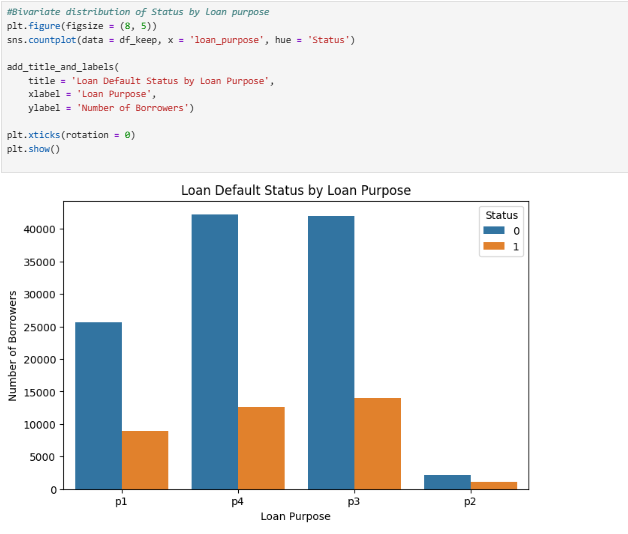 #Bivariate distribution of Status by Loan purpose
plt.figure(figsize = (8, 5))
sns.countplot(data = df_keep, x = 'loan_purpose', hue = 'Status')
add_title_and_labels(
    title = 'Loan Default Status by Loan Purpose',
    xlabel = 'Loan Purpose',
    ylabel = 'Number of Borrowers')
plt.xticks(rotation = 0)
plt.show()
Loan Default Status by Loan Purpose
Status
0
1
40000
35000
30000
25000
20000
15000
10000
5000
0
Number of Borrowers
p1 p4 p3 p2
Loan Purpose